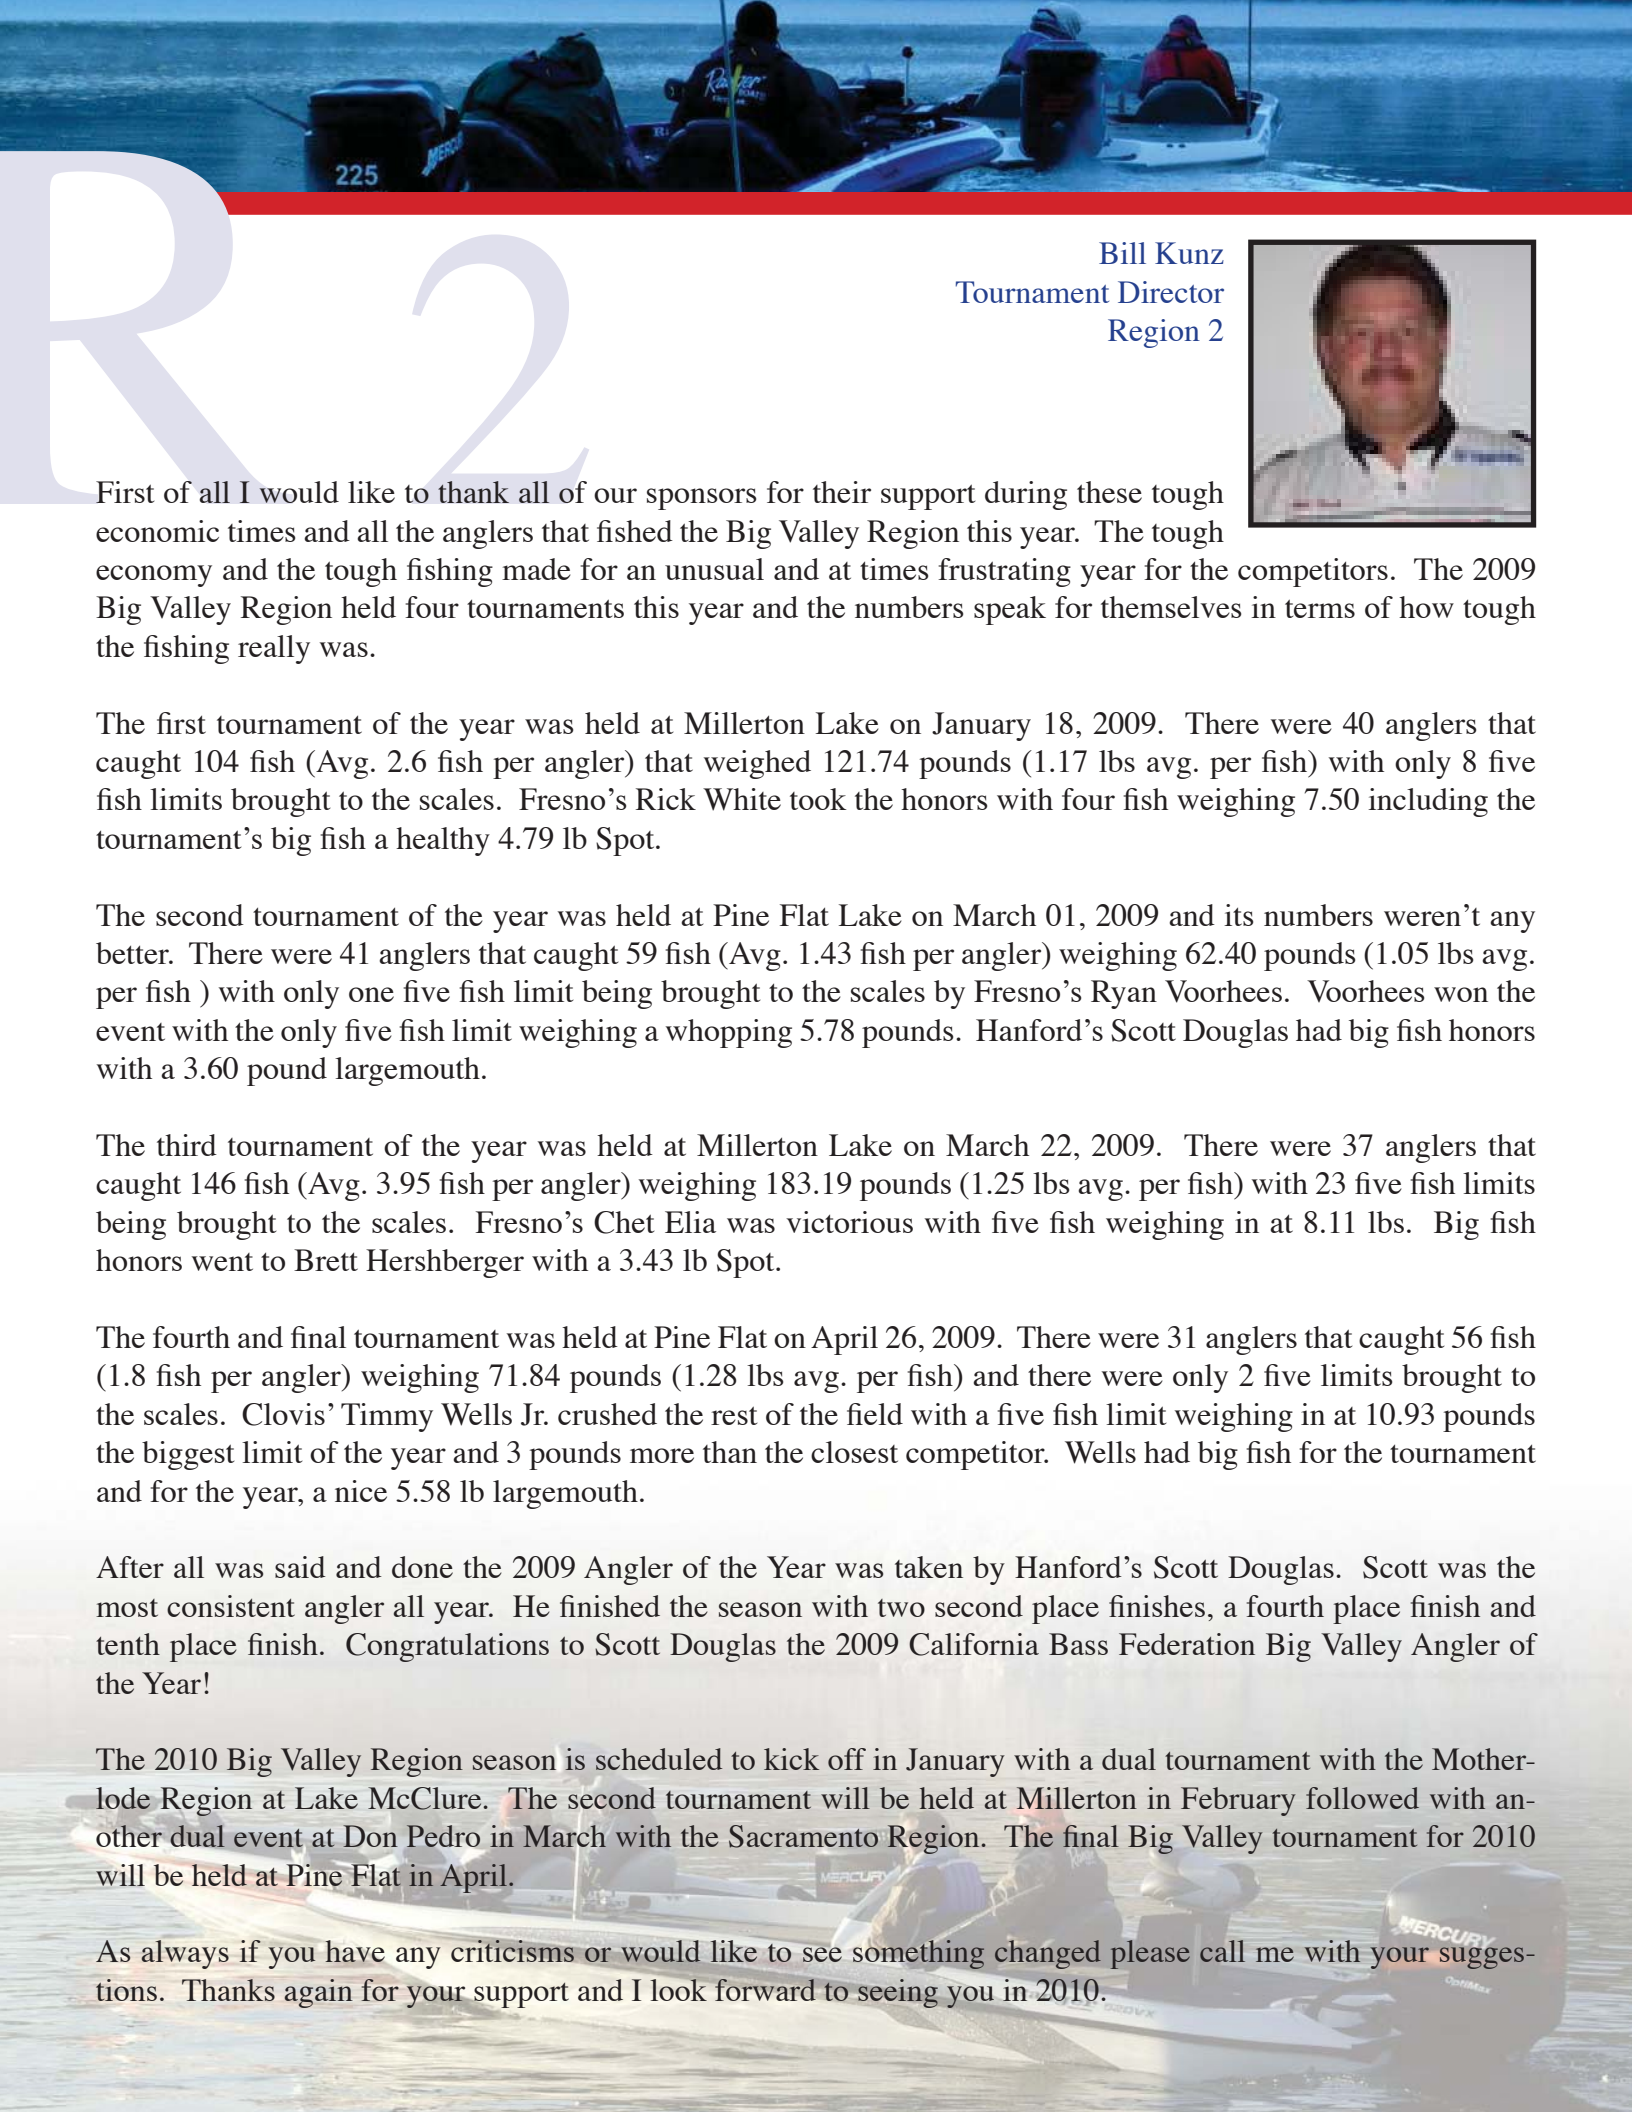 Ranger
BOATS
MERCURY
225
R 2
Bill Kunz
Tournament Director
Region 2
First of all I would like to thank all of our sponsors for their support during these tough
economic times and all the anglers that fished the Big Valley Region this year.  The tough
economy and the tough fishing made for an unusual and at times frustrating year for the competitors.  The 2009
Big Valley Region held four tournaments this year and the numbers speak for themselves in terms of how tough
the fishing really was.
The first tournament of the year was held at Millerton Lake on January 18, 2009.  There were 40 anglers that
caught 104 fish (Avg. 2.6 fish per angler) that weighed 121.74 pounds (1.17 lbs avg. per fish) with only 8 five
fish limits brought to the scales.  Fresno’s Rick White took the honors with four fish weighing 7.50 including the
tournament’s big fish a healthy 4.79 lb Spot.
The second tournament of the year was held at Pine Flat Lake on March 01, 2009 and its numbers weren’t any
better.  There were 41 anglers that caught 59 fish (Avg. 1.43 fish per angler) weighing 62.40 pounds (1.05 lbs avg.
per fish ) with only one five fish limit being brought to the scales by Fresno’s Ryan Voorhees.  Voorhees won the
event with the only five fish limit weighing a whopping 5.78 pounds.  Hanford’s Scott Douglas had big fish honors
with a 3.60 pound largemouth.
The third tournament of the year was held at Millerton Lake on March 22, 2009.  There were 37 anglers that
caught 146 fish (Avg. 3.95 fish per angler) weighing 183.19 pounds (1.25 lbs avg. per fish) with 23 five fish limits
being brought to the scales.  Fresno’s Chet Elia was victorious with five fish weighing in at 8.11 lbs.  Big fish
honors went to Brett Hershberger with a 3.43 lb Spot.
The fourth and final tournament was held at Pine Flat on April 26, 2009.  There were 31 anglers that caught 56 fish
(1.8 fish per angler) weighing 71.84 pounds (1.28 lbs avg. per fish) and there were only 2 five limits brought to
the scales.  Clovis’ Timmy Wells Jr. crushed the rest of the field with a five fish limit weighing in at 10.93 pounds
the biggest limit of the year and 3 pounds more than the closest competitor.  Wells had big fish for the tournament
and for the year, a nice 5.58 lb largemouth.
After all was said and done the 2009 Angler of the Year was taken by Hanford’s Scott Douglas.  Scott was the
most consistent angler all year.  He finished the season with two second place finishes, a fourth place finish and
tenth place finish.  Congratulations to Scott Douglas the 2009 California Bass Federation Big Valley Angler of
the Year!
The 2010 Big Valley Region season is scheduled to kick off in January with a dual tournament with the Mother-
lode Region at Lake McClure.  The second tournament will be held at Millerton in February followed with an-
other dual event at Don Pedro in March with the Sacramento Region.  The final Big Valley tournament for 2010
will be held at Pine Flat in April.
MERCURY
MERCURY
As always if you have any criticisms or would like to see something changed please call me with your sugges-
tions.  Thanks again for your support and I look forward to seeing you in 2010.
OptiMax